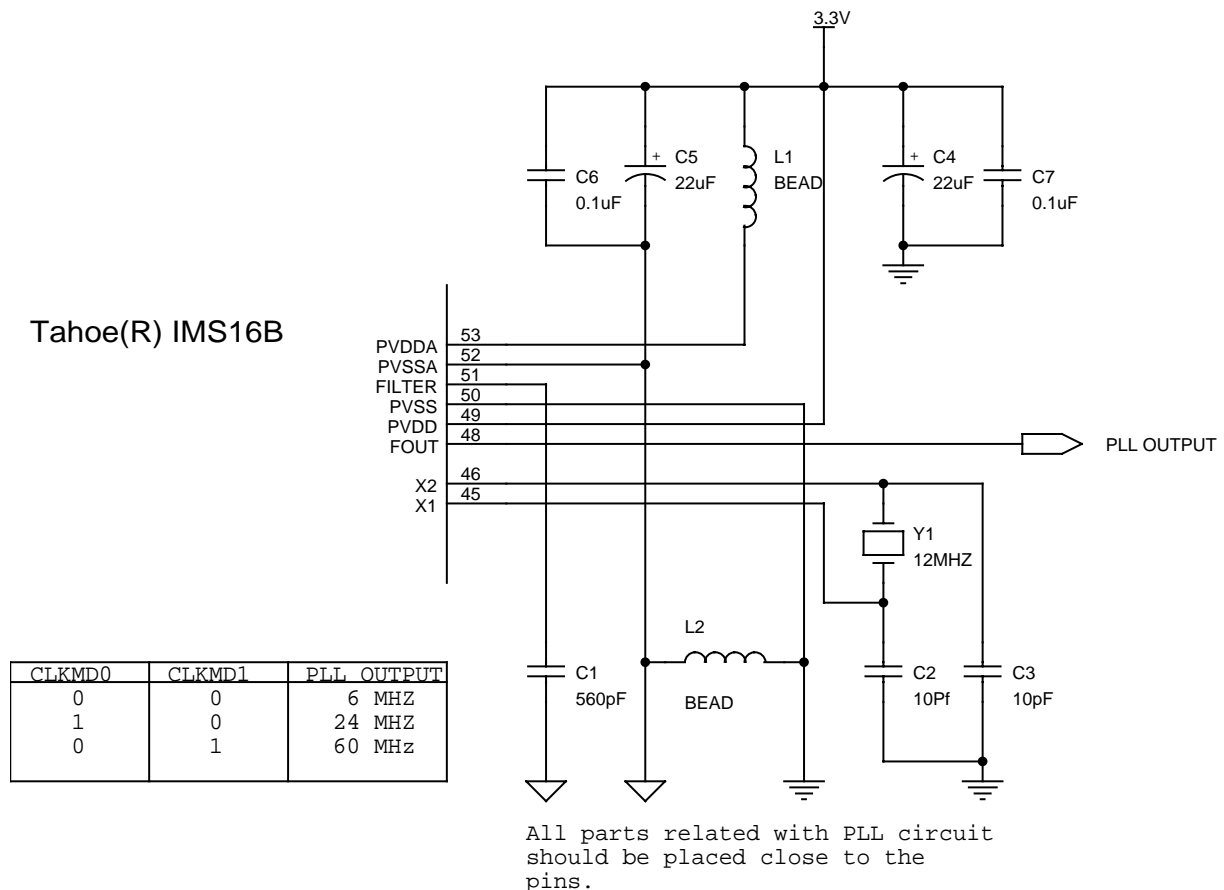 3.3V
+
C5
22uF
L1
BEAD
+
C4
22uF
C6
0.1uF
C7
0.1uF
Tahoe(R) IMS16B
PVDDA 53
PVSSA 52
FILTER 51
PVSS 50
PVDD 49
FOUT 48
PLL OUTPUT
X2 46
X1 45
Y1
12MHZ
L2
BEAD
C1
560pF
C2
10Pf
C3
10pF
CLKMD0 CLKMD1 PLL OUTPUT
0 0 6 MHZ
1 0 24 MHZ
0 1 60 MHz
All parts related with PLL circuit
should be placed close to the
pins.